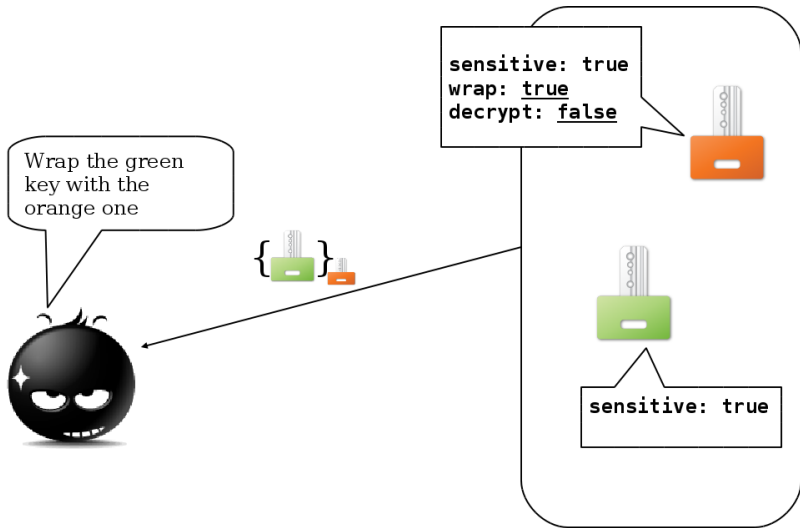 sensitive: true
wrap: true
decrypt: false
Wrap the green
key with the
orange one
{ }
sensitive: true